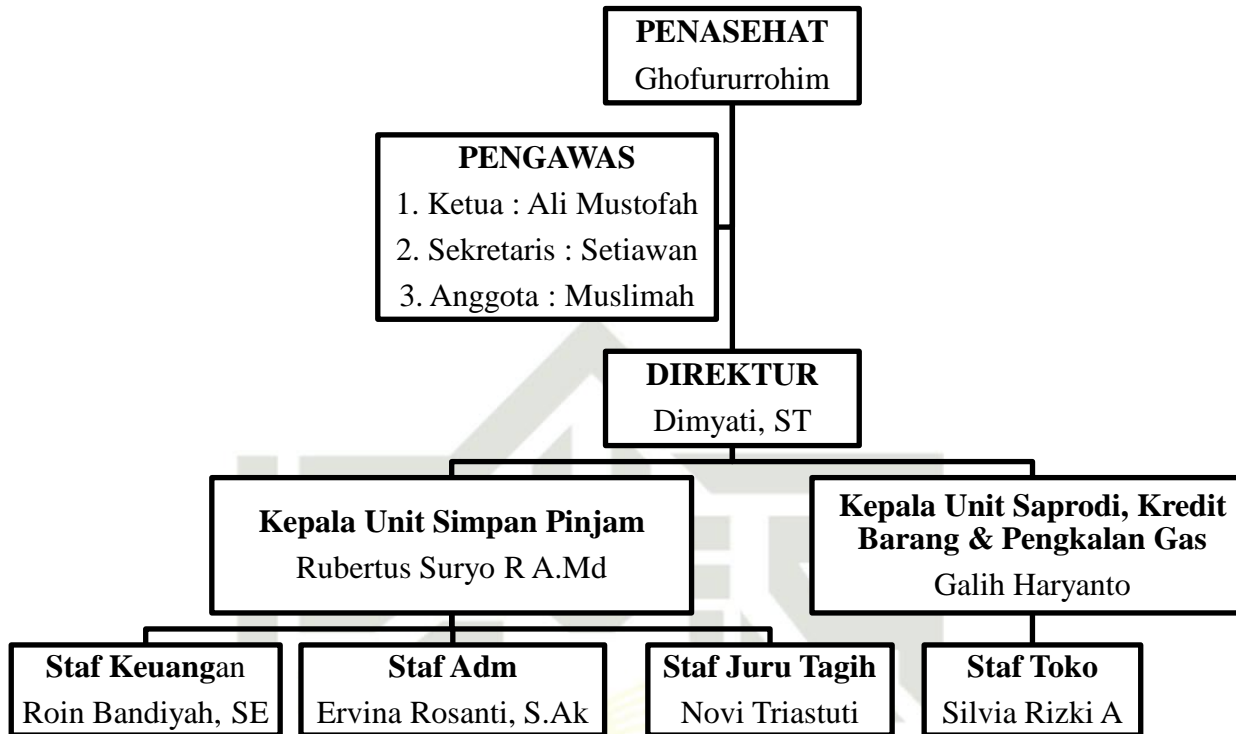 PENASEHAT
Ghofururrohim
PENGAWAS
1. Ketua : Ali Mustofah
2. Sekretaris : Setiawan
3. Anggota : Muslimah
DIREKTUR
Dimyati, ST
Kepala Unit Simpan Pinjam
Rubertus Suryo R A.Md
Kepala Unit Saprodi, Kredit
Barang & Pengkalan Gas
Galih Haryanto
Staf Keuangan
Roin Bandiyah, SE
Staf Adm
Ervina Rosanti, S.Ak
Staf Juru Tagih
Novi Triastuti
Staf Toko
Silvia Rizki A